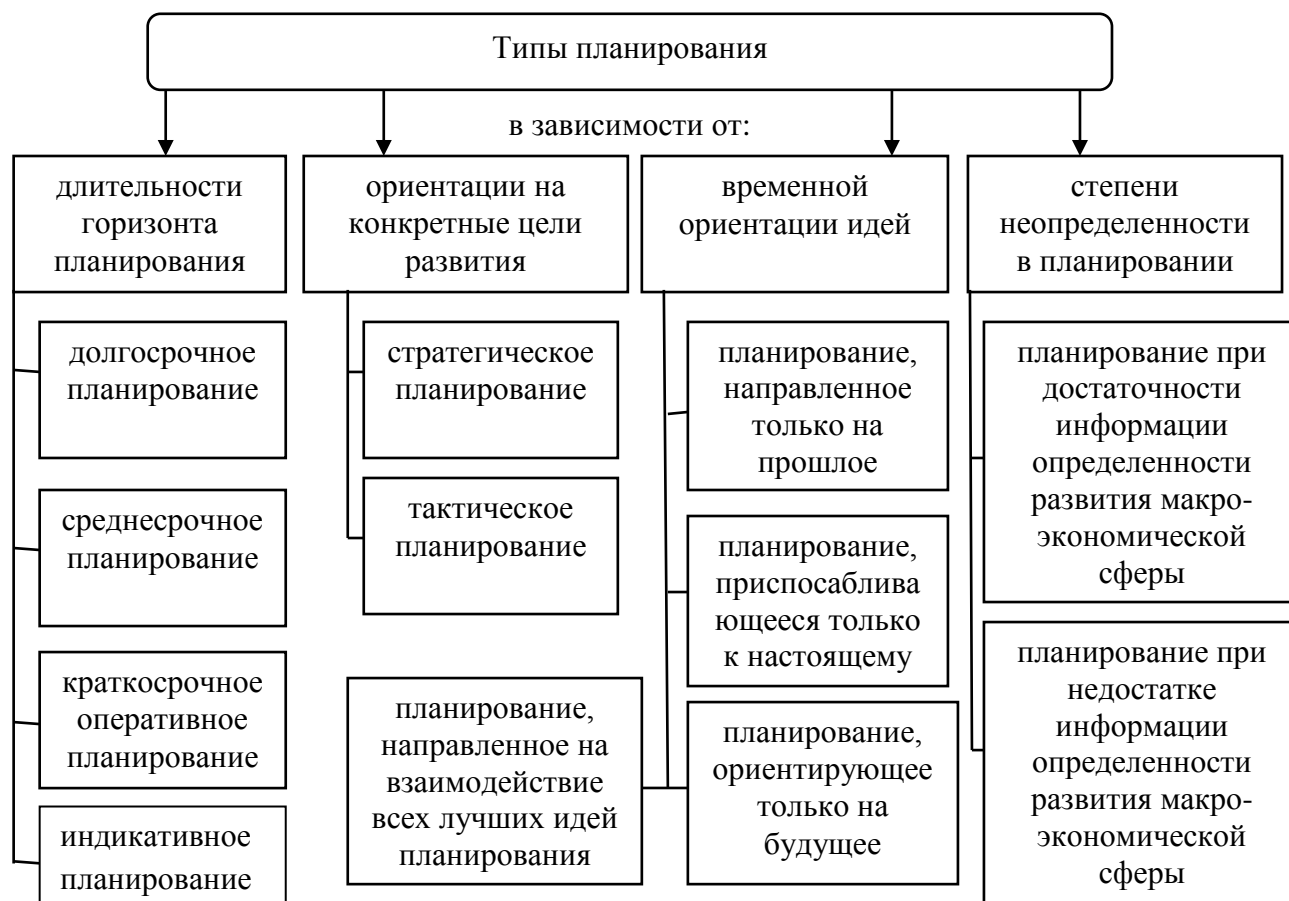 Типы планирования
в зависимости от:
длительности
горизонта
планирования
долгосрочное
планирование
среднесрочное
планирование
краткосрочное
оперативное
планирование
индикативное
планирование
ориентации на
конкретные цели
развития
стратегическое
планирование
тактическое
планирование
временной
ориентации идей
планирование,
направленное
только на
прошлое
планирование,
приспосаблива
ющееся только
к настоящему
планирование,
ориентирующее
только на
будущее
планирование,
направленное на
взаимодействие
всех лучших идей
планирования
степени
неопределенности
в планировании
планирование при
достаточности
информации
определенности
развития макро-
экономической
сферы
планирование при
недостатке
информации
определенности
развития макро-
экономической
сферы